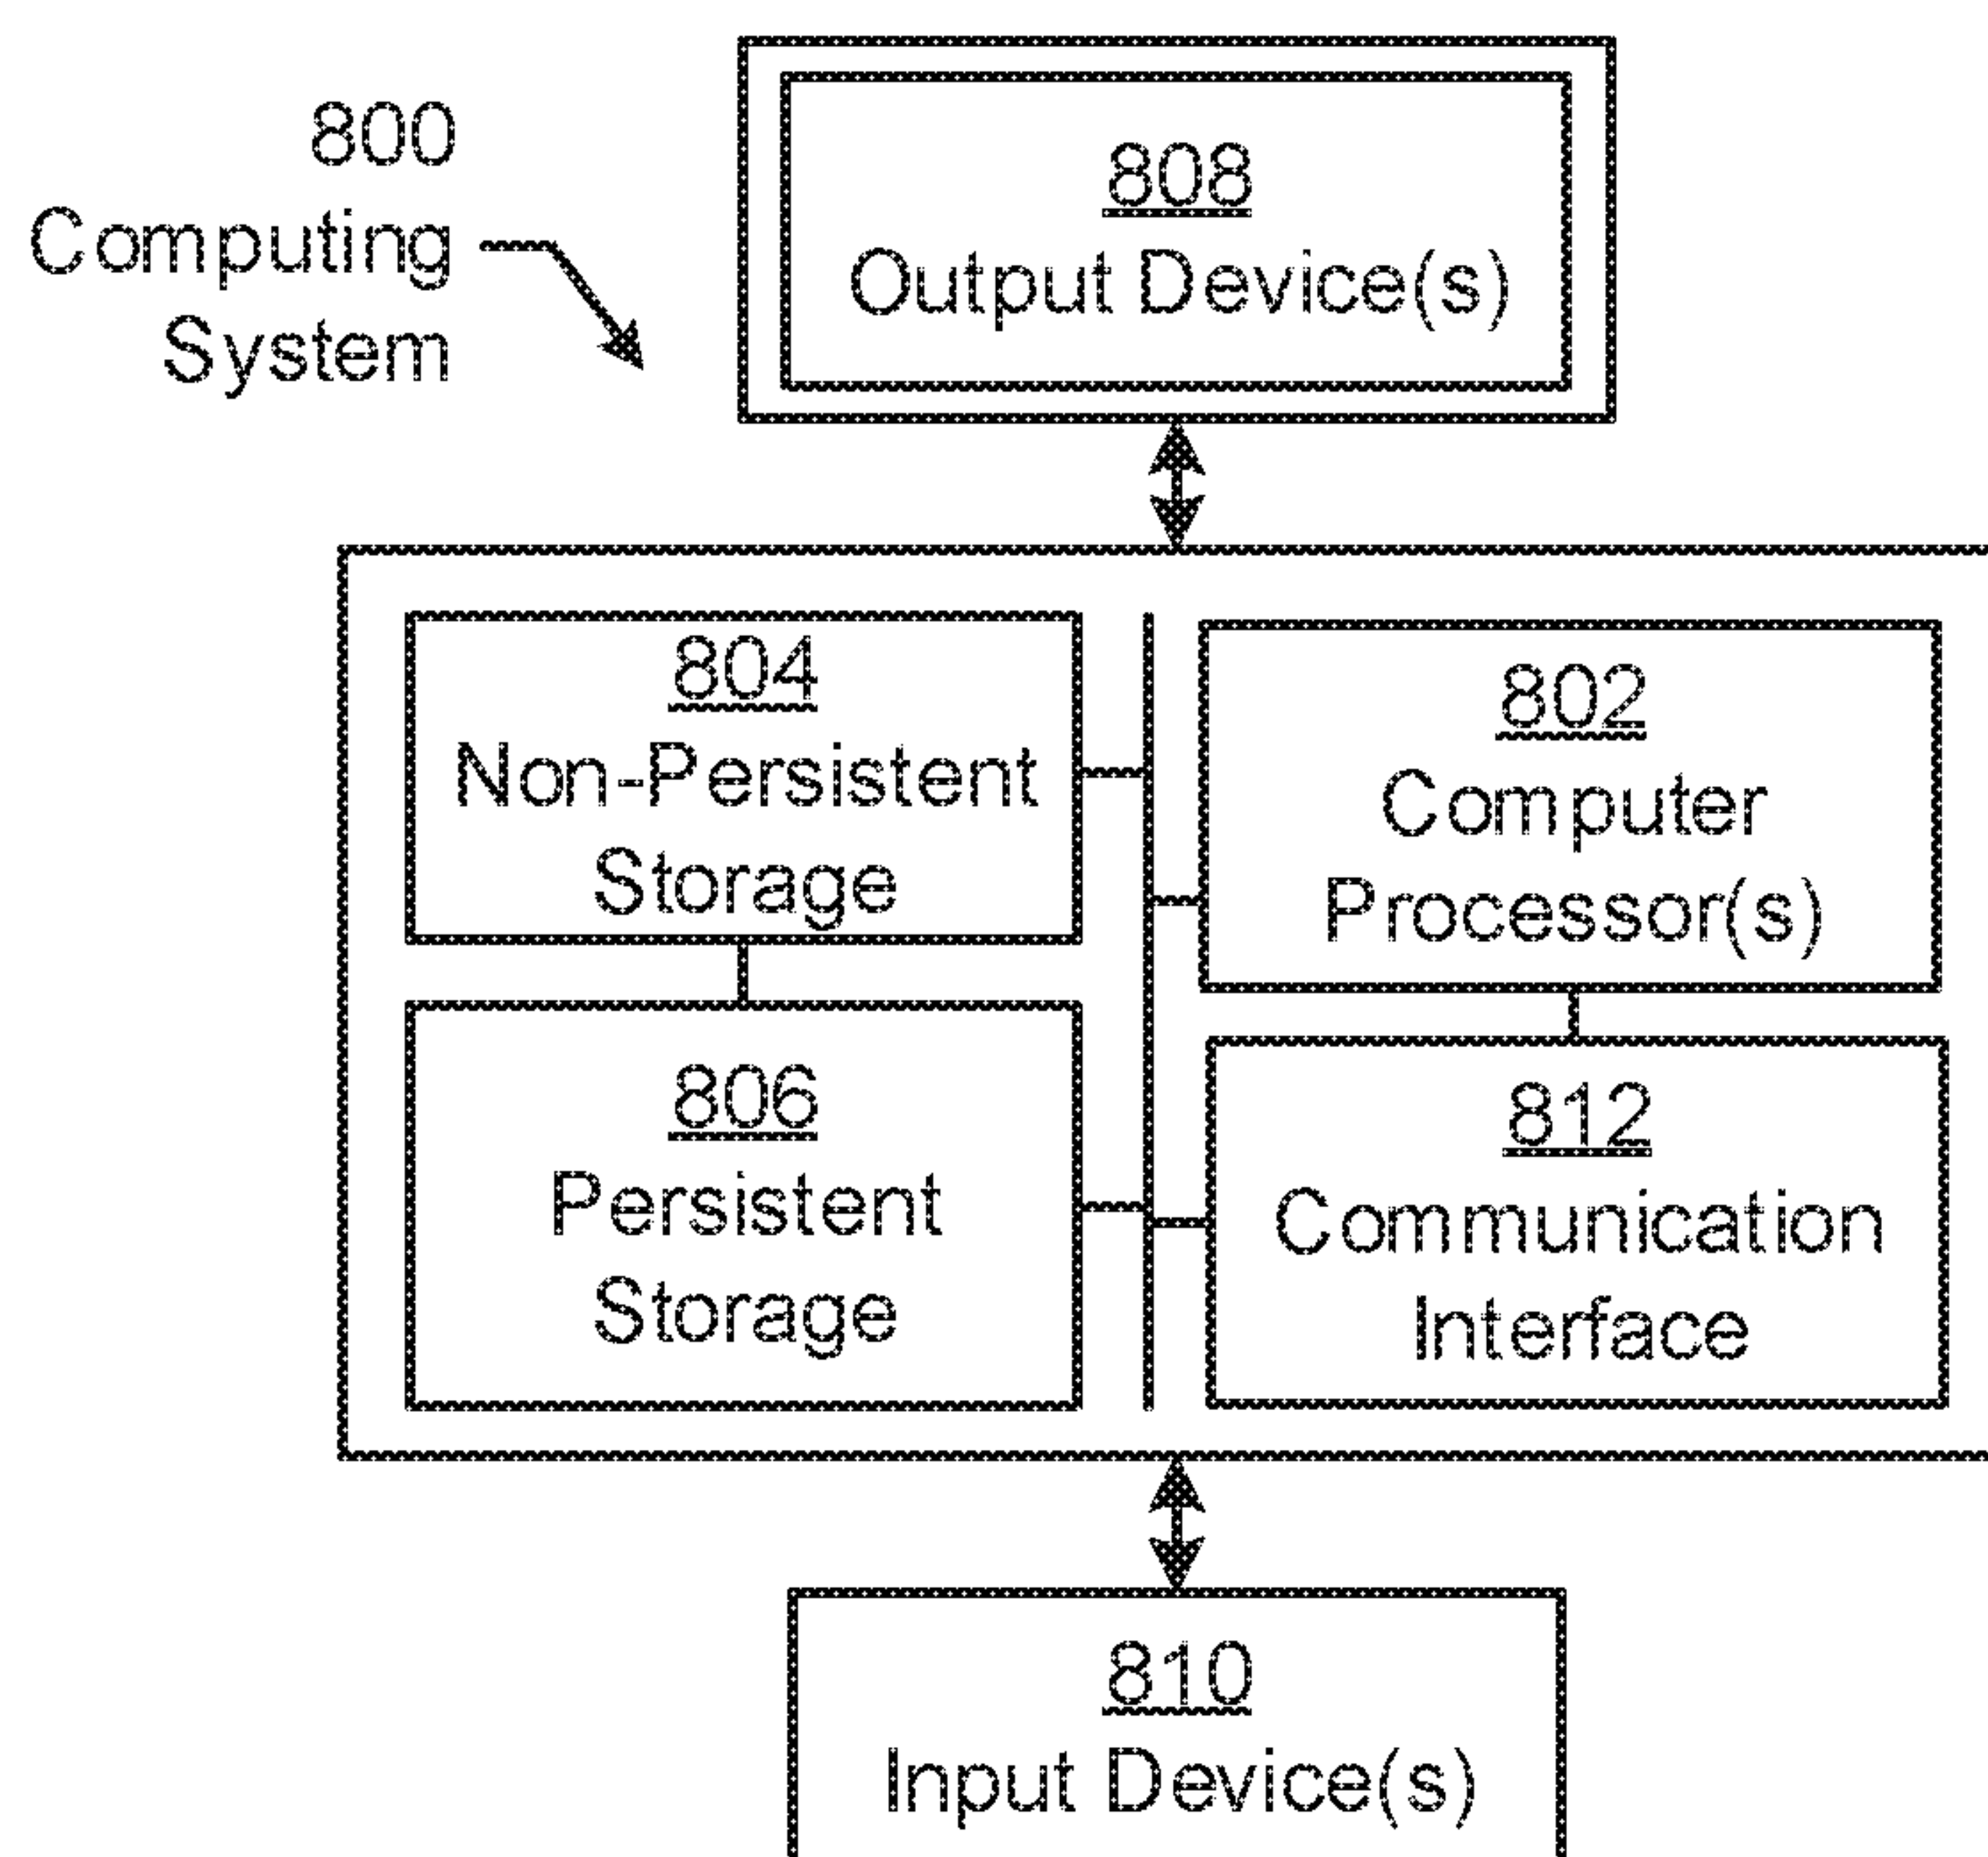 800
Computing
System
808
Output Device(s)
804
Non-Persistent
Storage
802
Computer
Processor(s)
806
Persistent
Storage
812
Communication
Interface
810
Input Device(s)